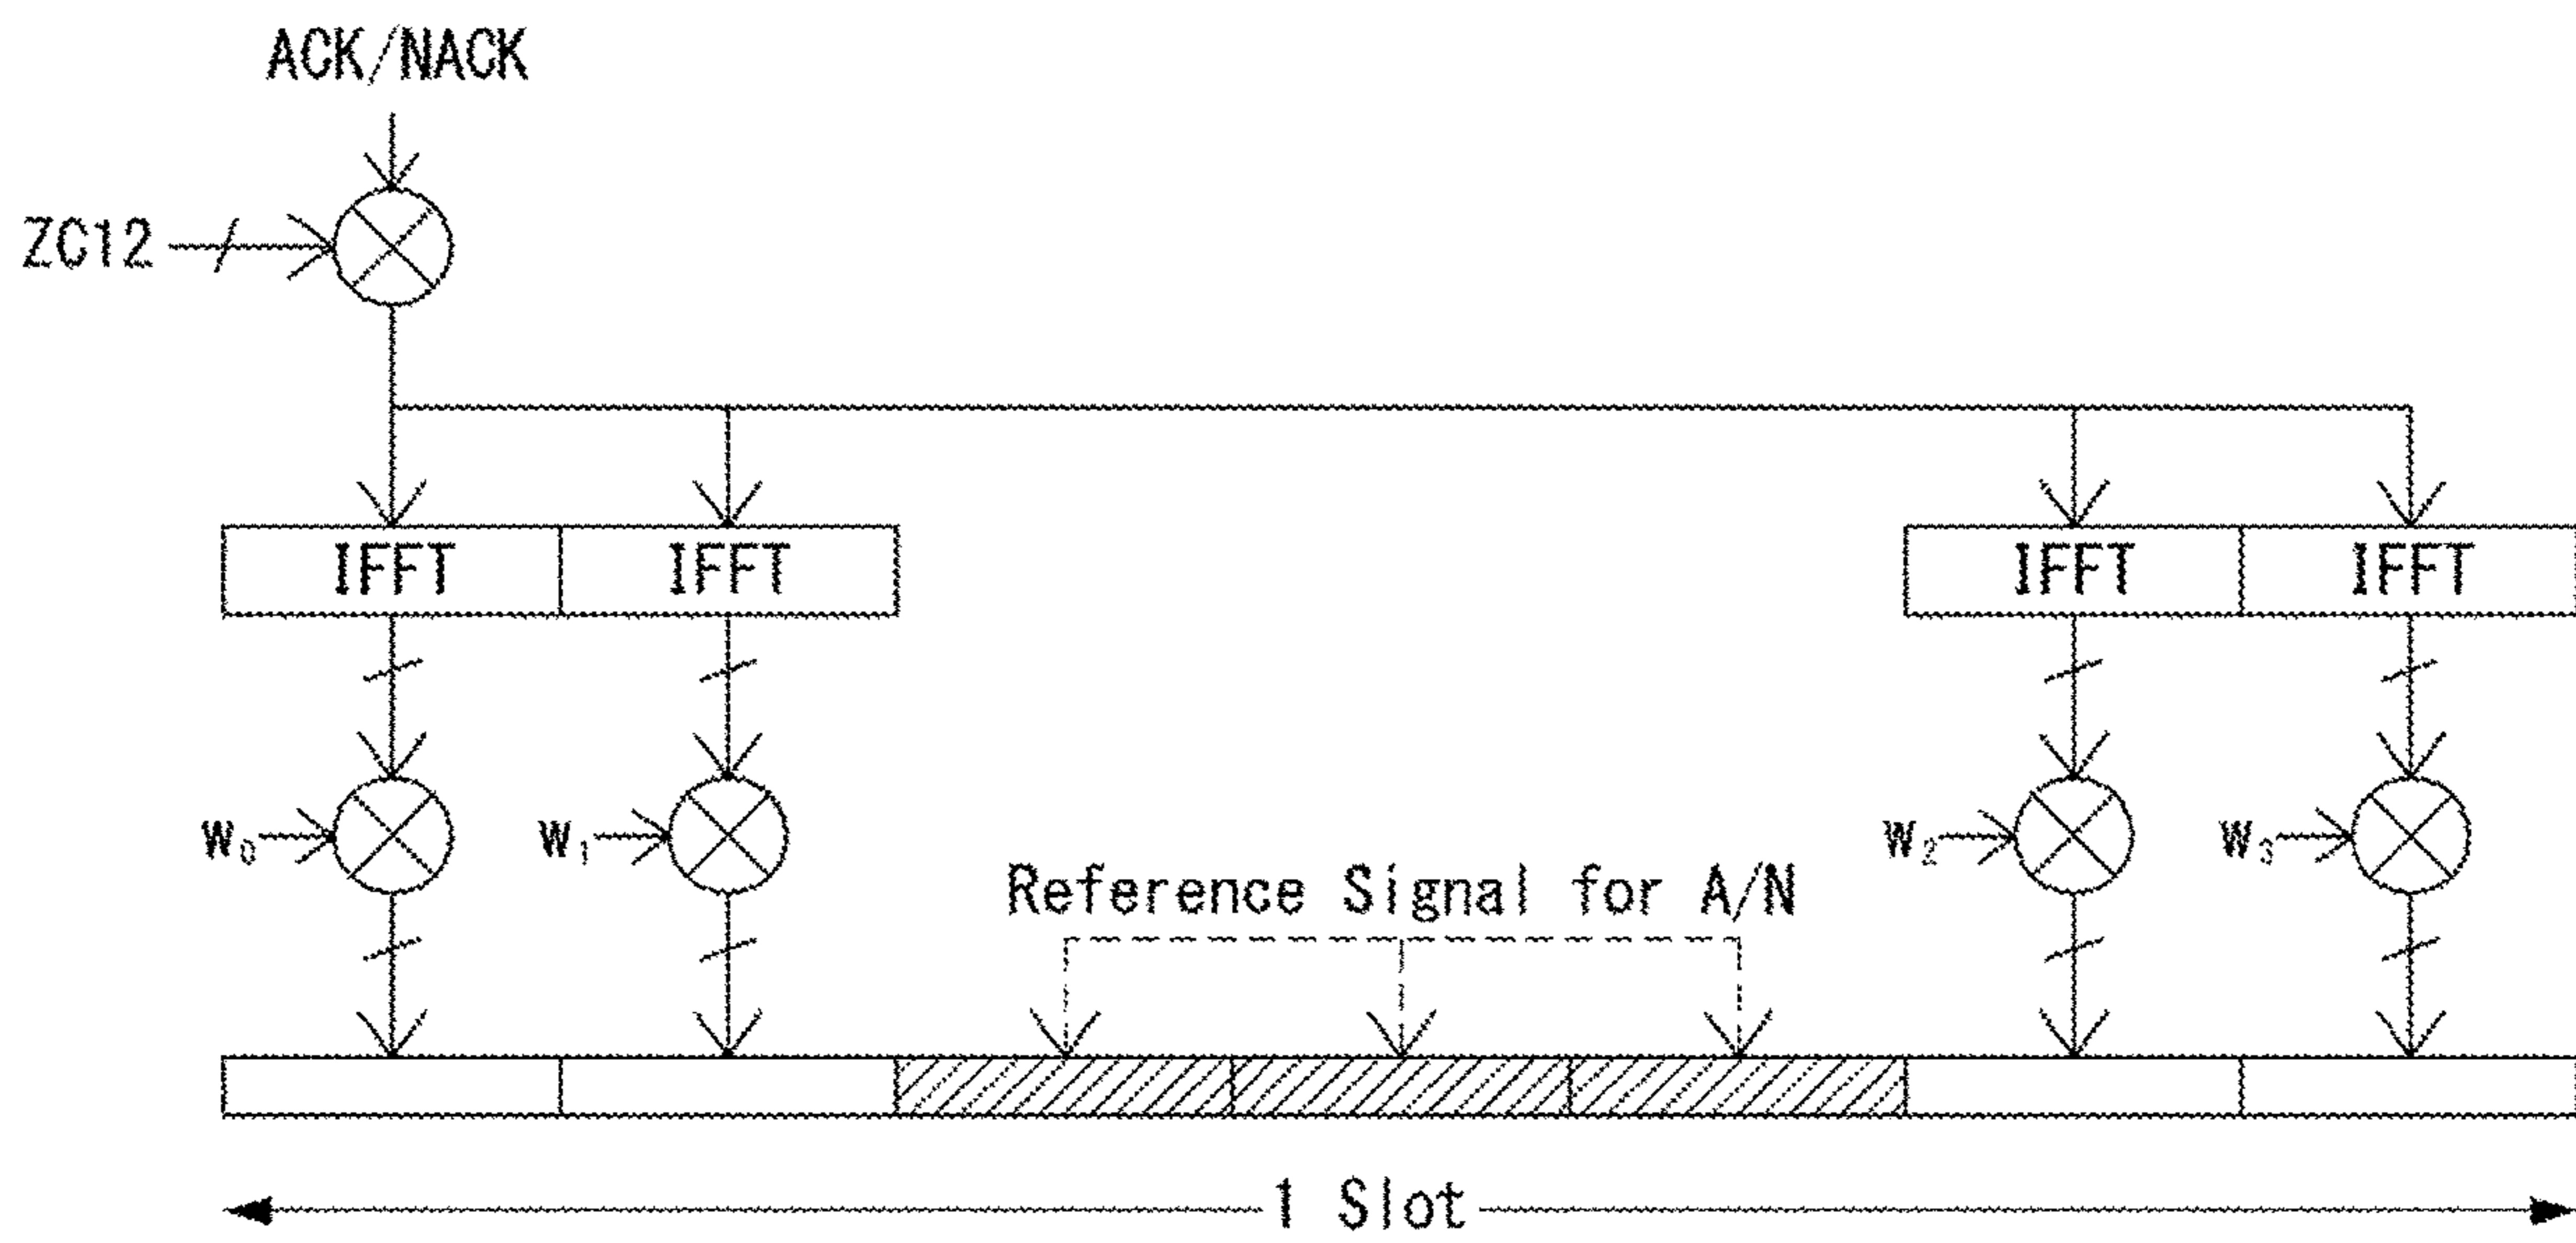 ACK/NACK
ZC12
IFFT IFFT IFFT IFFT
W0 W1 W2 W3
Reference Signal for A/N
1 Slot